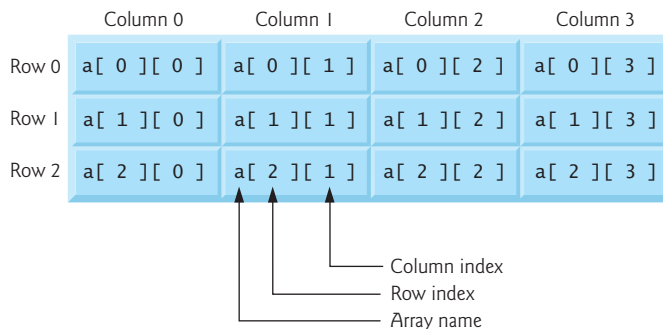 Column 0 Column 1 Column 2 Column 3
Row 0 a[ 0 ][ 0 ] a[ 0 ][ 1 ] a[ 0 ][ 2 ] a[ 0 ][ 3 ]
Row 1 a[ 1 ][ 0 ] a[ 1 ][ 1 ] a[ 1 ][ 2 ] a[ 1 ][ 3 ]
Row 2 a[ 2 ][ 0 ] a[ 2 ][ 1 ] a[ 2 ][ 2 ] a[ 2 ][ 3 ]
Column index
Row index
Array name